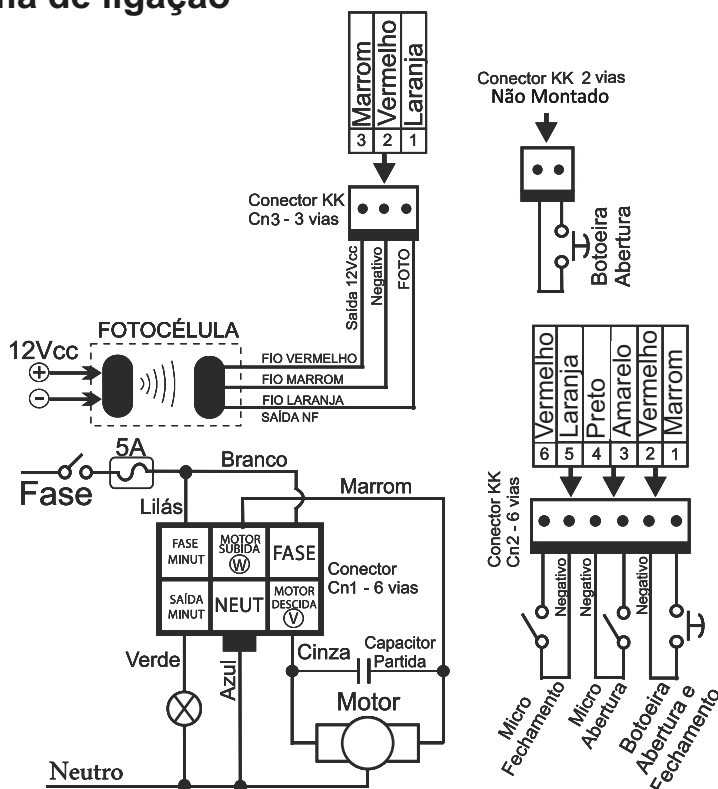 ma de ligação
Marrom
Vermelho
Laranja
3 2 1
Conector KK
Cn3 - 3 vias
Saída 12Vcc
Negativo
FOTO
Conector KK 2 vias
Não Montado
Botoeira
Abertura
FOTOCÉLULA
12Vcc
+
-
FIO VERMELHO
FIO MARROM
FIO LARANJA
SAÍDA NF
Vermelho
Laranja
Preto
Amarelo
Vermelho
Marrom
6 5 4 3 2 1
Conector KK
Cn2 - 6 vias
Negativo
Negativo
Negativo
Micro
Fechamento
Micro
Abertura
Botoeira
Abertura e
Fechamento
5A
Fase
Branco
Lilás
Marrom
FASE
MINUT
MOTOR
SUBIDA
W
FASE
SAÍDA
MINUT
NEUT
MOTOR
DESCIDA
V
Conector
Cn1 - 6 vias
Verde
Azul
Cinza
Capacitor
Partida
Motor
Neutro